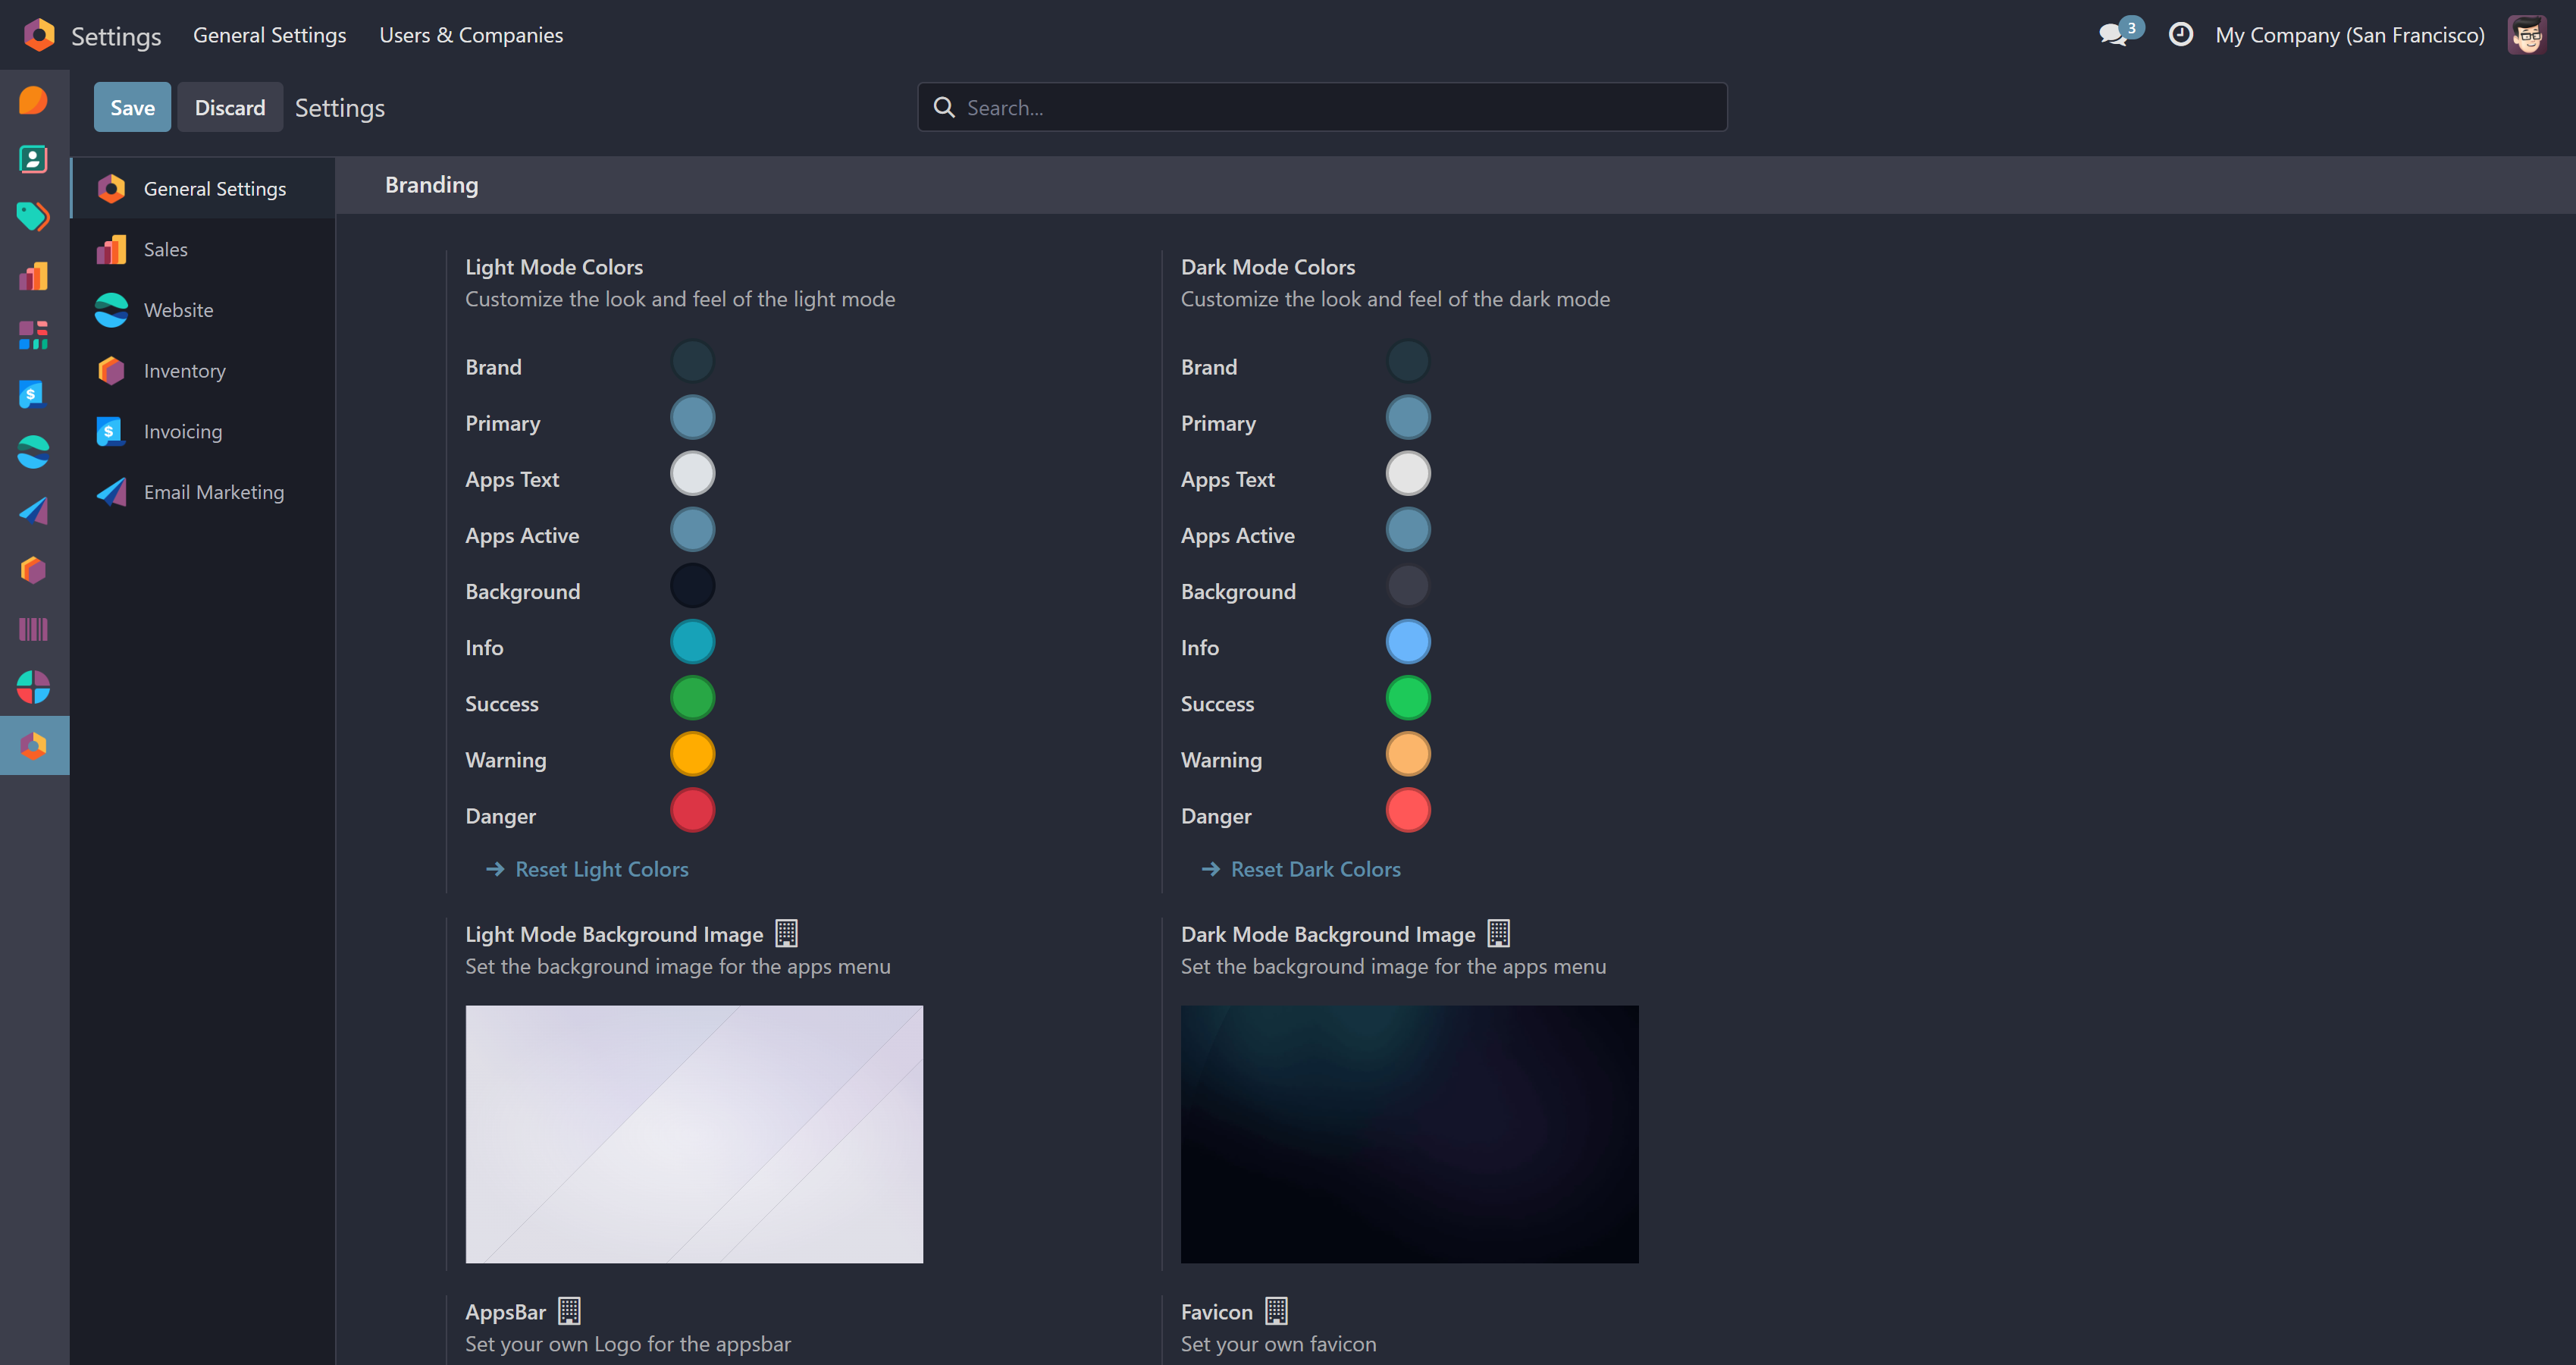 Settings
General Settings
Users & Companies
3
My Company (San Francisco)
Save
Discard
Settings
Search...
General Settings
Sales
Website
Inventory
Invoicing
Email Marketing
Branding
Light Mode Colors
Customize the look and feel of the light mode
Brand
Primary
Apps Text
Apps Active
Background
Info
Success
Warning
Danger
Reset Light Colors
Dark Mode Colors
Customize the look and feel of the dark mode
Brand
Primary
Apps Text
Apps Active
Background
Info
Success
Warning
Danger
Reset Dark Colors
Light Mode Background Image
Set the background image for the apps menu
Dark Mode Background Image
Set the background image for the apps menu
AppsBar
Set your own Logo for the appsbar
Favicon
Set your own favicon